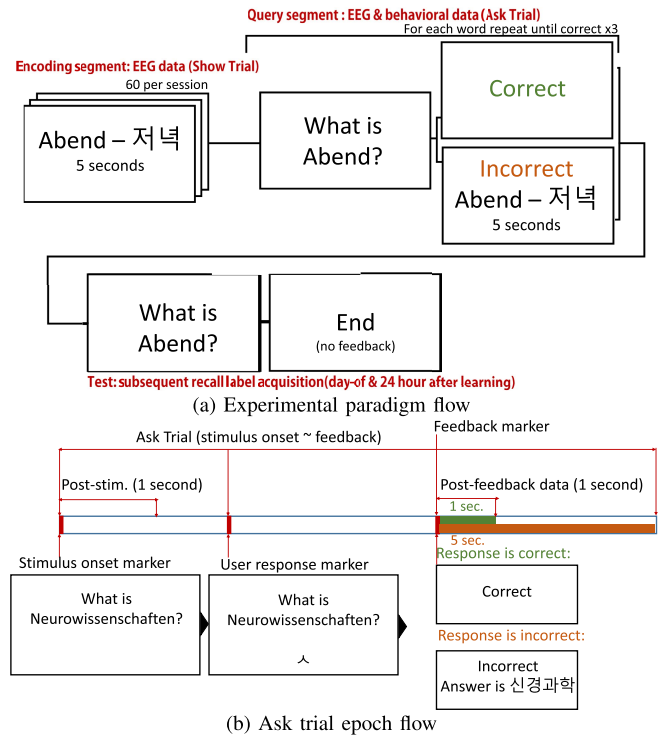 Query segment : EEG & behavioral data (Ask Trial)
For each word repeat until correct x3
Encoding segment: EEG data (Show Trial)
60 per session
Abend – 저녁
5 seconds
What is
Abend?
Correct
Incorrect
Abend – 저녁
5 seconds
What is
Abend?
End
(no feedback)
Test: subsequent recall label acquisition(day-of & 24 hour after learning)
(a) Experimental paradigm flow
Feedback marker
Ask Trial (stimulus onset ~ feedback)
Post-stim. (1 second)
Post-feedback data (1 second)
1 sec.
5 sec.
Response is correct:
Stimulus onset marker
User response marker
What is
Neurowissenschaften?
What is
Neurowissenschaften?
ㅅ
Correct
Response is incorrect:
Incorrect
Answer is 신경과학
(b) Ask trial epoch flow